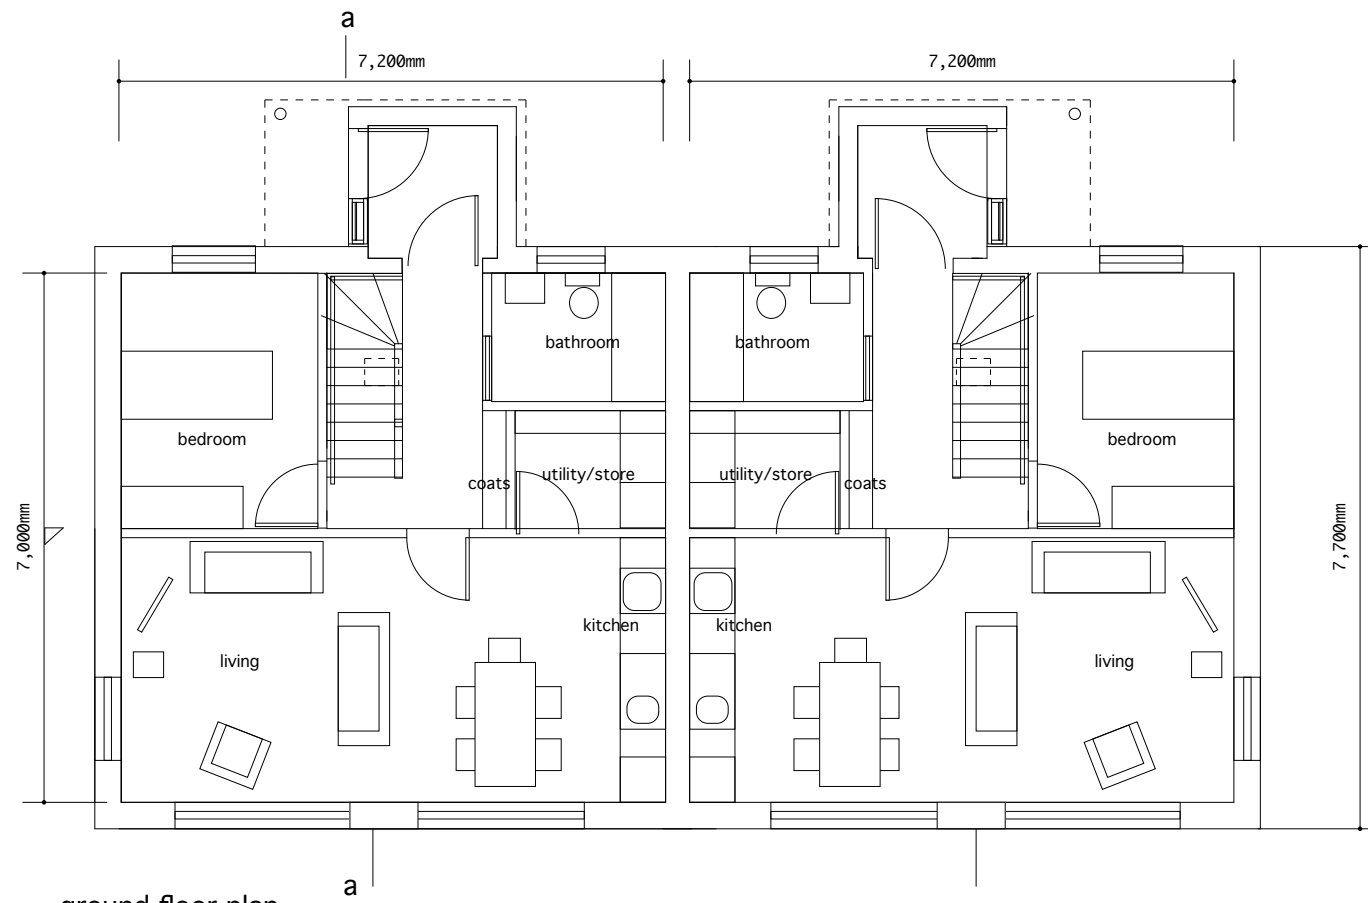 a
7,200mm
7,200mm
bathroom
bathroom
bedroom
bedroom
utility/store
utility/store
coats
coats
7,000mm
7,700mm
kitchen
kitchen
living
living
a
ground floor plan